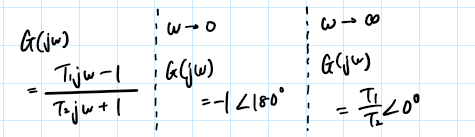 G(jω)
= T₁jω-1 / T₂jω+1
ω→0
G(jω)
=-1∠180°
ω→∞
G(jω)
= T₁/T₂ ∠0°